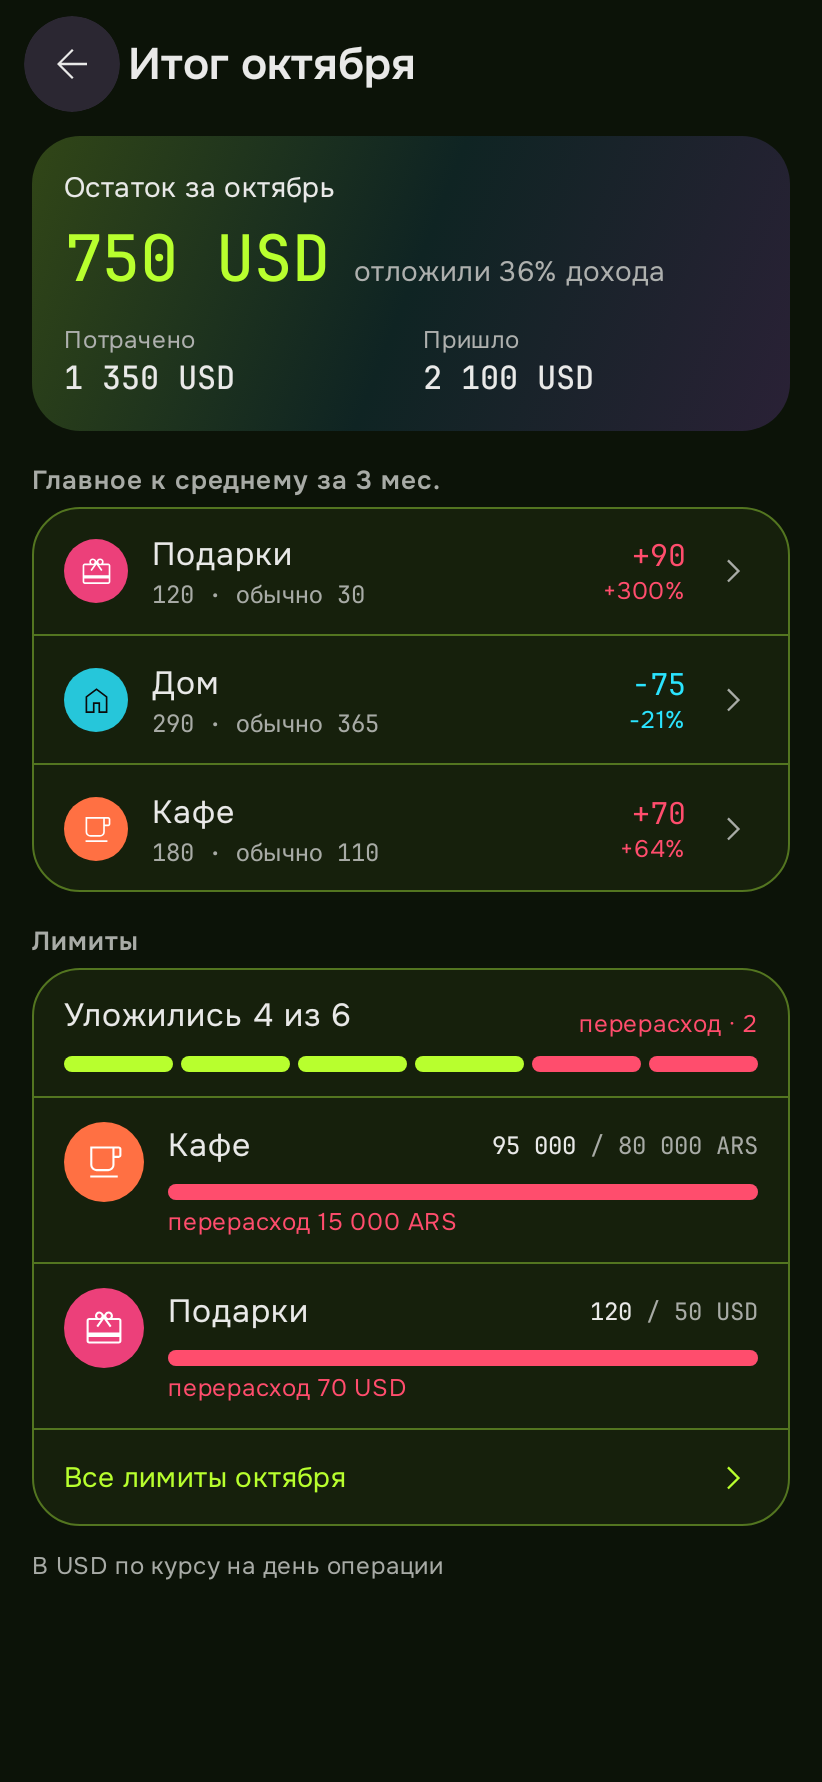 Итог октября
Остаток за октябрь
750 USD отложили 36% дохода
Потрачено Пришло
1 350 USD 2 100 USD
Главное к среднему за 3 мес.
Подарки +90
120 · обычно 30 +300%
Дом -75
290 · обычно 365 -21%
Кафе +70
180 · обычно 110 +64%
Лимиты
Уложились 4 из 6 перерасход · 2
Кафе 95 000 / 80 000 ARS
перерасход 15 000 ARS
Подарки 120 / 50 USD
перерасход 70 USD
Все лимиты октября
В USD по курсу на день операции